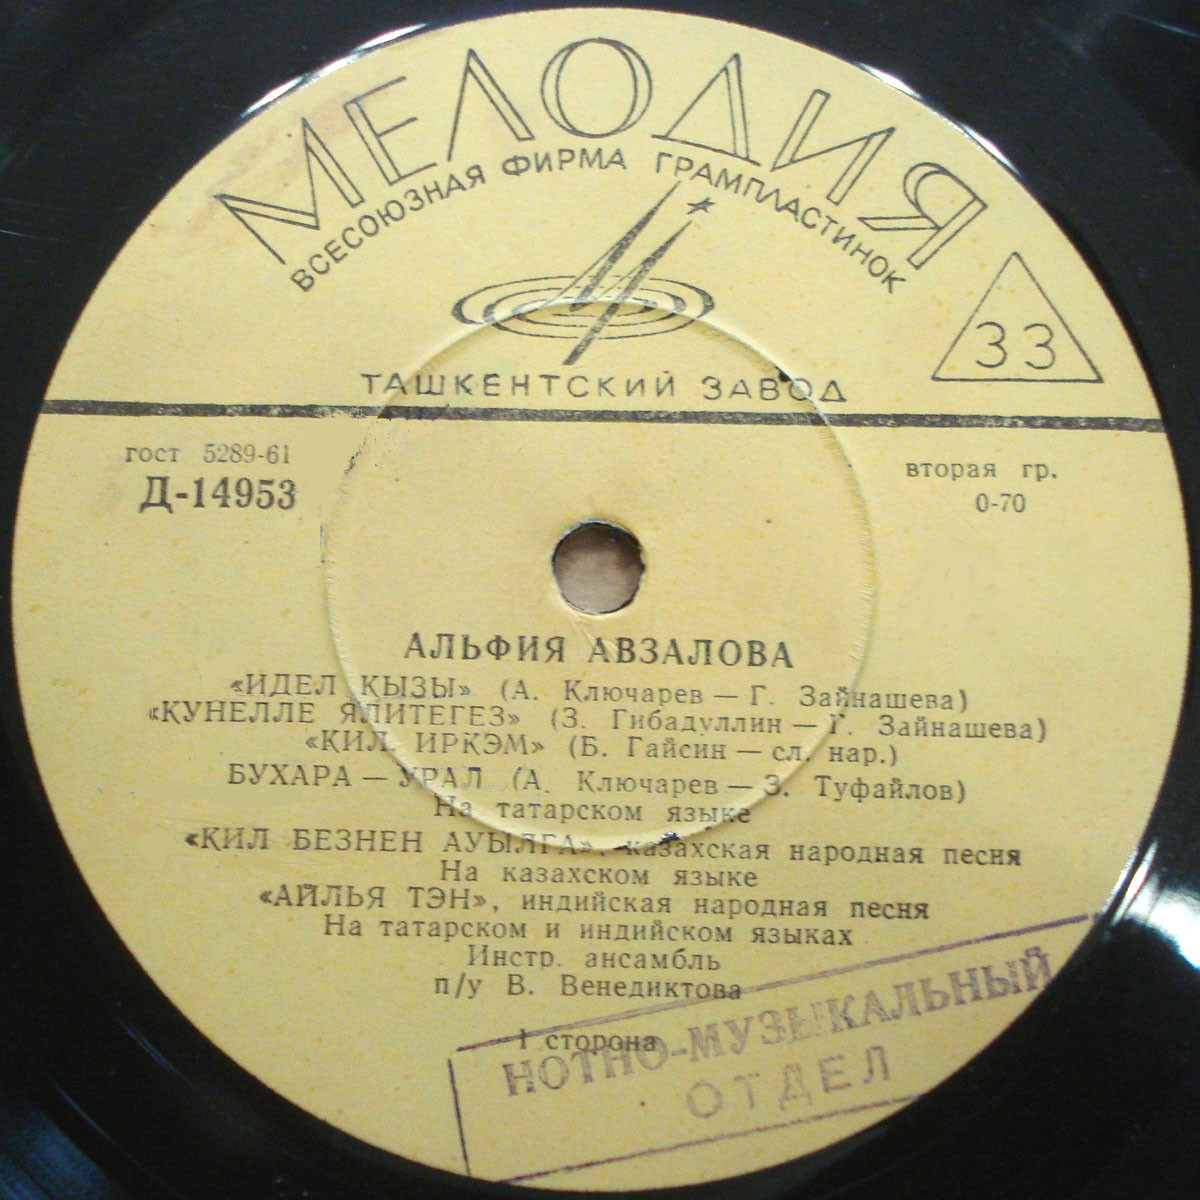 МЕЛОДИЯ
ВСЕСОЮЗНАЯ ФИРМА ГРАМПЛАСТИНОК
33
ТАШКЕНТСКИЙ ЗАВОД
гост 5289-61
Д-14953
вторая гр.
0-70
АЛЬФИЯ АВЗАЛОВА
«ИДЕЛ КЫЗЫ» (А. Ключарев — Г. Зайнашева)
«КУНЕЛЛЕ ЯЛИТЕГЕЗ» (З. Гибадуллин — Г. Зайнашева)
«КИЛ, ИРКЭМ» (Б. Гайсин — сл. нар.)
БУХАРА — УРАЛ (А. Ключарев — З. Туфайлов)
На татарском языке
«КИЛ БЕЗНЕН АУЫЛГА», казахская народная песня
На казахском языке
«АЙЛЬЯ ТЭН», индийская народная песня
На татарском и индийском языках
Инстр. ансамбль
п/у В. Венедиктова
1 сторона
НОТНО-МУЗЫКАЛЬНЫЙ
ОТДЕЛ